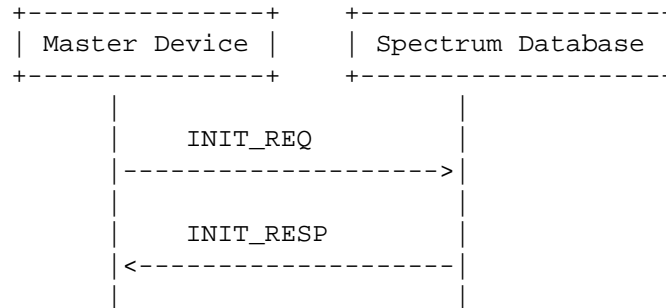 Master Device
Spectrum Database
INIT_REQ
INIT_RESP